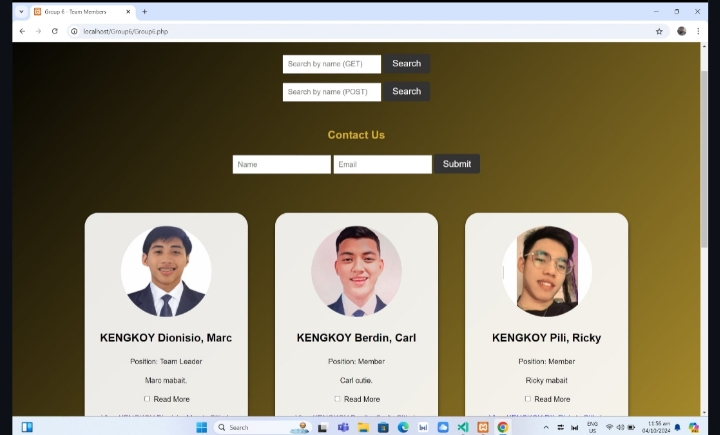 Group 6 - Team Members
localhost/Group6/Group6.php
Search by name (GET) Search
Search by name (POST) Search
Contact Us
Name Email Submit
KENGKOY Dionisio, Marc
Position: Team Leader
Marc mabait.
Read More
KENGKOY Berdin, Carl
Position: Member
Carl cutie.
Read More
KENGKOY Pili, Ricky
Position: Member
Ricky mabait
Read More
Search
ENG
US
11:56 am
04/10/2024